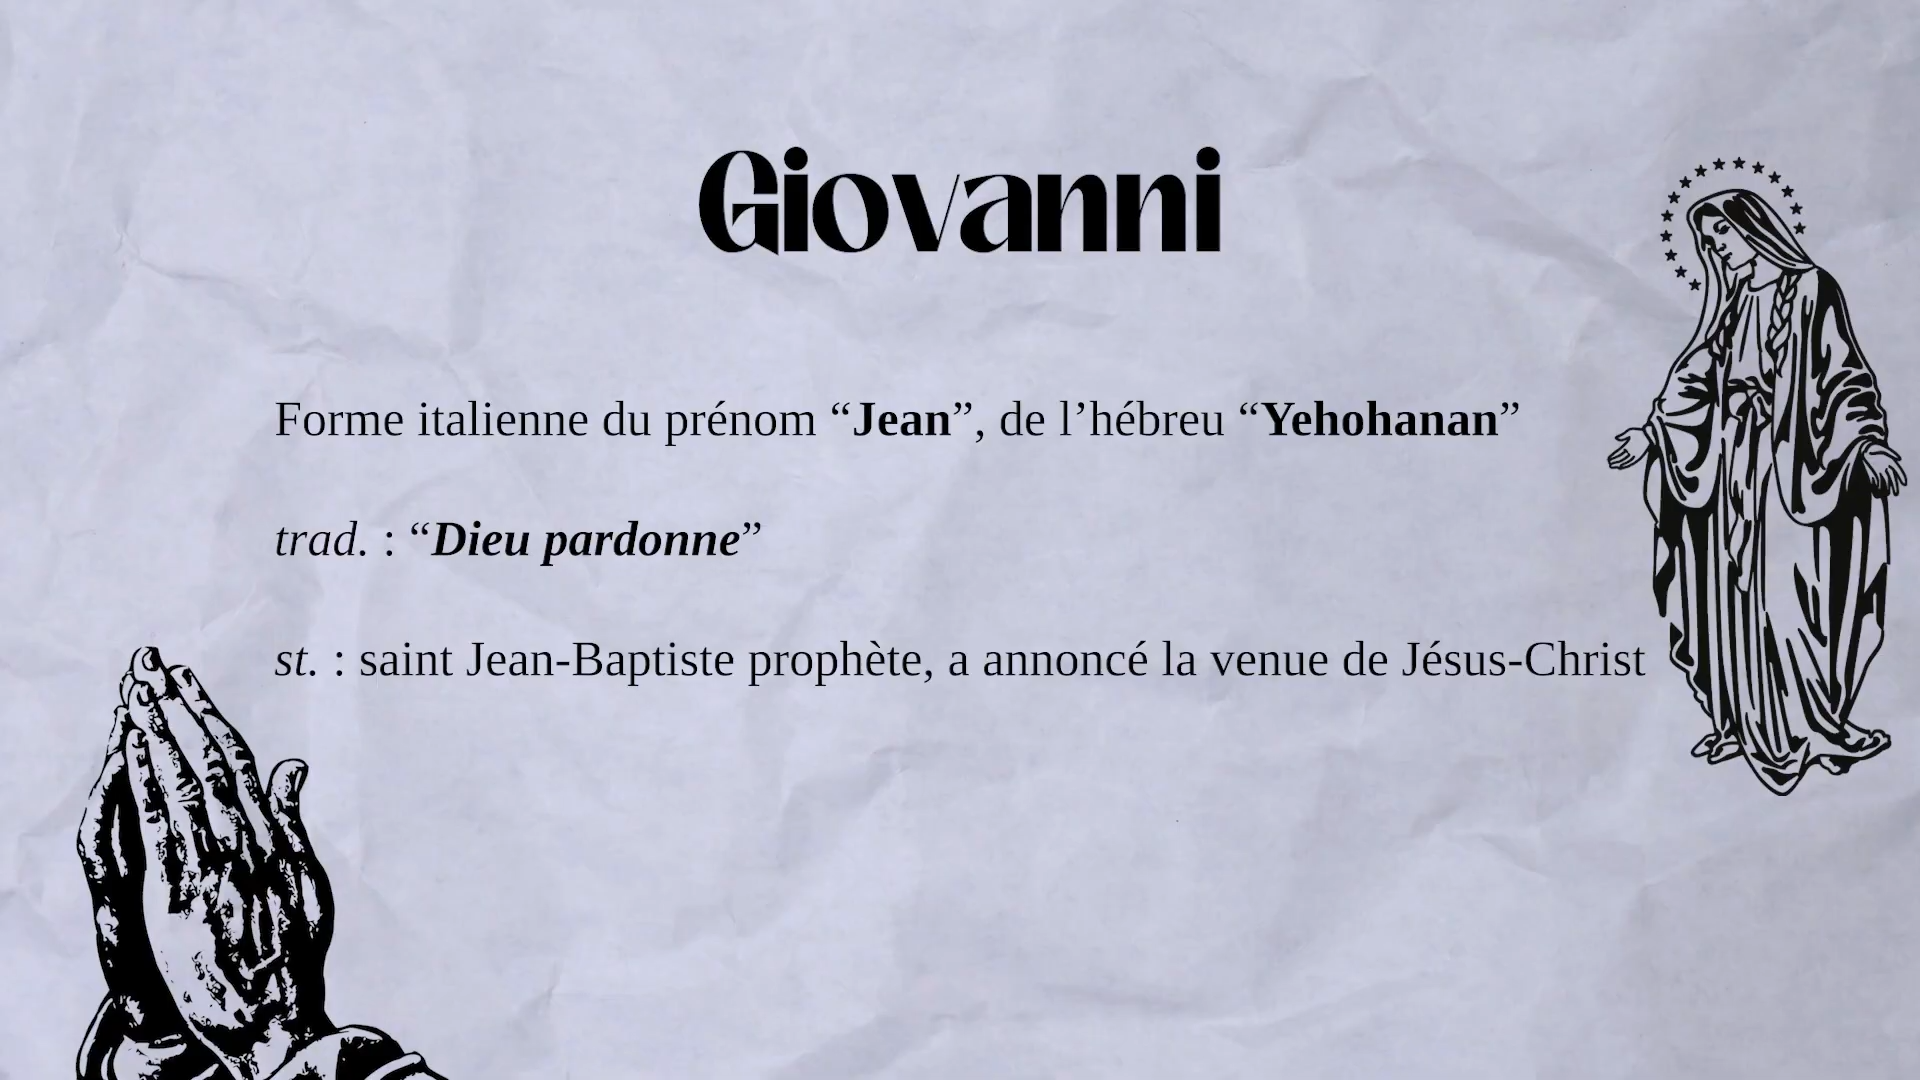 Giovanni
Forme italienne du prénom “Jean”, de l’hébreu “Yehohanan”
trad. : “Dieu pardonne”
st. : saint Jean-Baptiste prophète, a annoncé la venue de Jésus-Christ